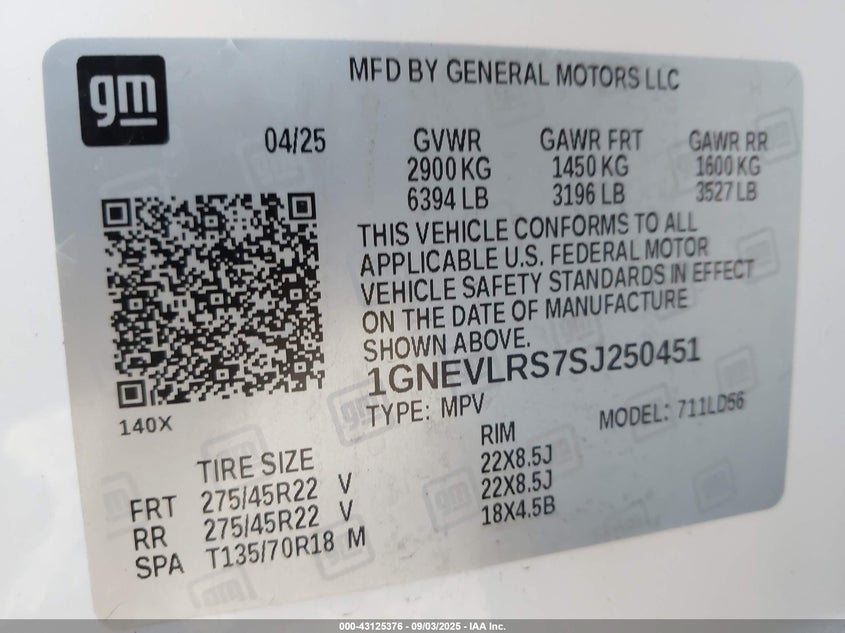 gm
MFD BY GENERAL MOTORS LLC
04/25
GVWR GAWR FRT GAWR RR
2900 KG 1450 KG 1600 KG
6394 LB 3196 LB 3527 LB
THIS VEHICLE CONFORMS TO ALL
APPLICABLE U.S. FEDERAL MOTOR
VEHICLE SAFETY STANDARDS IN EFFECT
ON THE DATE OF MANUFACTURE
SHOWN ABOVE.
1GNEVLRS7SJ250451
140X
TYPE: MPV MODEL: 711LD56
TIRE SIZE RIM
FRT 275/45R22 V 22X8.5J
RR 275/45R22 V 22X8.5J
SPA T135/70R18 M 18X4.5B
000-43125376 - 09/03/2025 - IAA Inc.